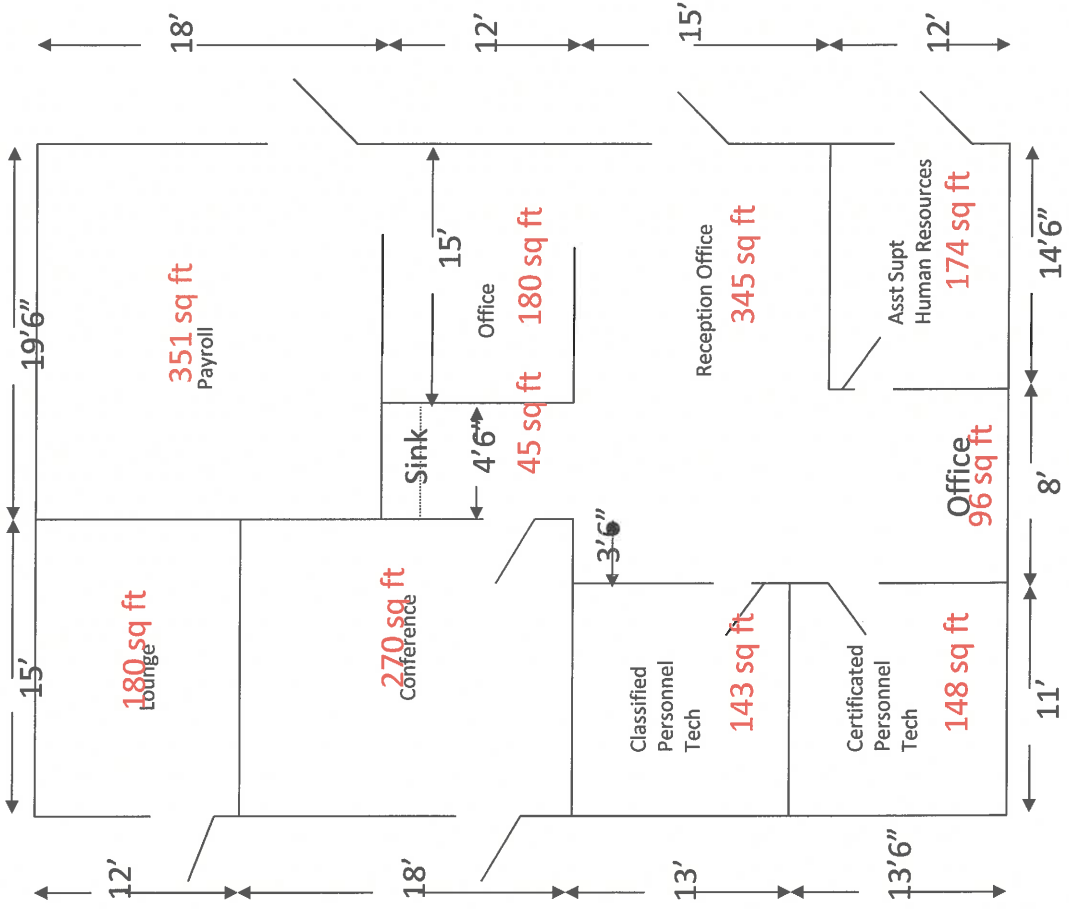 18'
12'
15'
12'
19'6"
15'
351 sq ft
Payroll
15'
Office
180 sq ft
Sink
4'6"
45 sq ft
Reception Office
345 sq ft
Asst Supt
Human Resources
174 sq ft
14'6"
Office
96 sq ft
8'
3'6"
180 sq ft
Lounge
270 sq ft
Conference
Classified
Personnel
Tech
143 sq ft
Certificated
Personnel
Tech
148 sq ft
11'
12'
18'
13'
13'6"